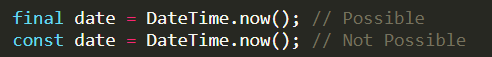 final date = DateTime.now(); // Possible
const date = DateTime.now(); // Not Possible